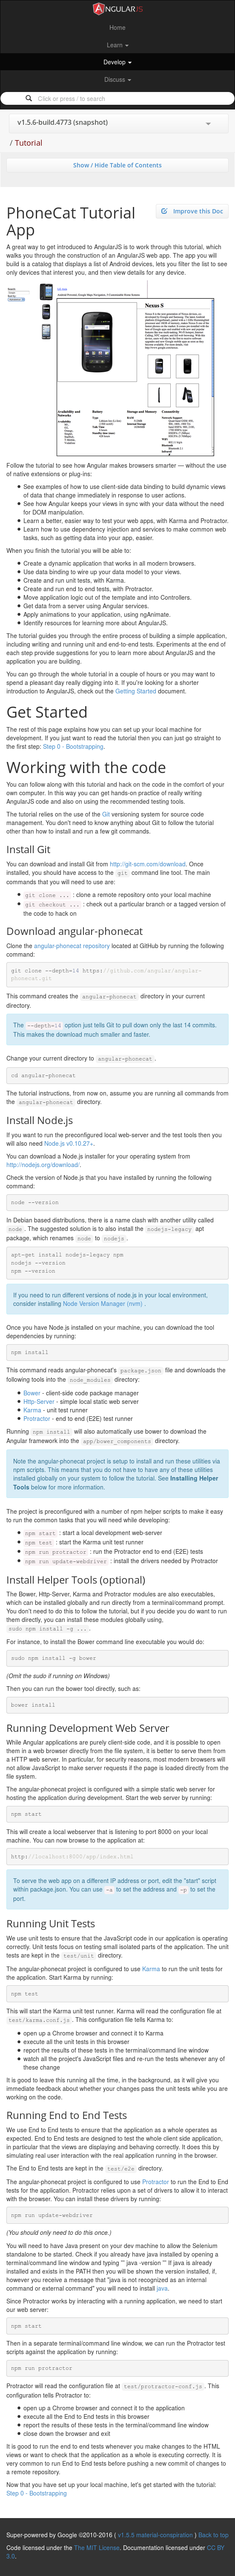 ANGULARJS
Home
Learn
Develop
Discuss
Click or press / to search
v1.5.6-build.4773 (snapshot)
/ Tutorial
Show / Hide Table of Contents
Improve this Doc
PhoneCat Tutorial
App
A great way to get introduced to AngularJS is to work through this tutorial, which
walks you through the construction of an AngularJS web app. The app you will
build is a catalog that displays a list of Android devices, lets you filter the list to see
only devices that interest you, and then view details for any device.
Nexus S
Follow the tutorial to see how Angular makes browsers smarter — without the use
of native extensions or plug-ins:
See examples of how to use client-side data binding to build dynamic views
of data that change immediately in response to user actions.
See how Angular keeps your views in sync with your data without the need
for DOM manipulation.
Learn a better, easier way to test your web apps, with Karma and Protractor.
Learn how to use dependency injection and services to make common web
tasks, such as getting data into your app, easier.
When you finish the tutorial you will be able to:
Create a dynamic application that works in all modern browsers.
Use data binding to wire up your data model to your views.
Create and run unit tests, with Karma.
Create and run end to end tests, with Protractor.
Move application logic out of the template and into Controllers.
Get data from a server using Angular services.
Apply animations to your application, using ngAnimate.
Identify resources for learning more about AngularJS.
The tutorial guides you through the entire process of building a simple application,
including writing and running unit and end-to-end tests. Experiments at the end of
each step provide suggestions for you to learn more about AngularJS and the
application you are building.
You can go through the whole tutorial in a couple of hours or you may want to
spend a pleasant day really digging into it. If you're looking for a shorter
introduction to AngularJS, check out the Getting Started document.
Get Started
The rest of this page explains how you can set up your local machine for
development. If you just want to read the tutorial then you can just go straight to
the first step: Step 0 - Bootstrapping.
Working with the code
You can follow along with this tutorial and hack on the code in the comfort of your
own computer. In this way you can get hands-on practice of really writing
AngularJS code and also on using the recommended testing tools.
The tutorial relies on the use of the Git versioning system for source code
management. You don't need to know anything about Git to follow the tutorial other
than how to install and run a few git commands.
Install Git
You can download and install Git from http://git-scm.com/download. Once
installed, you should have access to the git command line tool. The main
commands that you will need to use are:
git clone ... : clone a remote repository onto your local machine
git checkout ... : check out a particular branch or a tagged version of
the code to hack on
Download angular-phonecat
Clone the angular-phonecat repository located at GitHub by running the following
command:
git clone --depth=14 https://github.com/angular/angular-
phonecat.git
This command creates the angular-phonecat directory in your current
directory.
The --depth=14 option just tells Git to pull down only the last 14 commits.
This makes the download much smaller and faster.
Change your current directory to angular-phonecat .
cd angular-phonecat
The tutorial instructions, from now on, assume you are running all commands from
the angular-phonecat directory.
Install Node.js
If you want to run the preconfigured local web-server and the test tools then you
will also need Node.js v0.10.27+.
You can download a Node.js installer for your operating system from
http://nodejs.org/download/.
Check the version of Node.js that you have installed by running the following
command:
node --version
In Debian based distributions, there is a name clash with another utility called
node . The suggested solution is to also install the nodejs-legacy apt
package, which renames node to nodejs .
apt-get install nodejs-legacy npm
nodejs --version
npm --version
If you need to run different versions of node.js in your local environment,
consider installing Node Version Manager (nvm) .
Once you have Node.js installed on your machine, you can download the tool
dependencies by running:
npm install
This command reads angular-phonecat's package.json file and downloads the
following tools into the node_modules directory:
Bower - client-side code package manager
Http-Server - simple local static web server
Karma - unit test runner
Protractor - end to end (E2E) test runner
Running npm install will also automatically use bower to download the
Angular framework into the app/bower_components directory.
Note the angular-phonecat project is setup to install and run these utilities via
npm scripts. This means that you do not have to have any of these utilities
installed globally on your system to follow the tutorial. See Installing Helper
Tools below for more information.
The project is preconfigured with a number of npm helper scripts to make it easy
to run the common tasks that you will need while developing:
npm start : start a local development web-server
npm test : start the Karma unit test runner
npm run protractor : run the Protractor end to end (E2E) tests
npm run update-webdriver : install the drivers needed by Protractor
Install Helper Tools (optional)
The Bower, Http-Server, Karma and Protractor modules are also executables,
which can be installed globally and run directly from a terminal/command prompt.
You don't need to do this to follow the tutorial, but if you decide you do want to run
them directly, you can install these modules globally using,
sudo npm install -g ... .
For instance, to install the Bower command line executable you would do:
sudo npm install -g bower
(Omit the sudo if running on Windows)
Then you can run the bower tool directly, such as:
bower install
Running Development Web Server
While Angular applications are purely client-side code, and it is possible to open
them in a web browser directly from the file system, it is better to serve them from
a HTTP web server. In particular, for security reasons, most modern browsers will
not allow JavaScript to make server requests if the page is loaded directly from the
file system.
The angular-phonecat project is configured with a simple static web server for
hosting the application during development. Start the web server by running:
npm start
This will create a local webserver that is listening to port 8000 on your local
machine. You can now browse to the application at:
http://localhost:8000/app/index.html
To serve the web app on a different IP address or port, edit the "start" script
within package.json. You can use -a to set the address and -p to set the
port.
Running Unit Tests
We use unit tests to ensure that the JavaScript code in our application is operating
correctly. Unit tests focus on testing small isolated parts of the application. The unit
tests are kept in the test/unit directory.
The angular-phonecat project is configured to use Karma to run the unit tests for
the application. Start Karma by running:
npm test
This will start the Karma unit test runner. Karma will read the configuration file at
test/karma.conf.js . This configuration file tells Karma to:
open up a Chrome browser and connect it to Karma
execute all the unit tests in this browser
report the results of these tests in the terminal/command line window
watch all the project's JavaScript files and re-run the tests whenever any of
these change
It is good to leave this running all the time, in the background, as it will give you
immediate feedback about whether your changes pass the unit tests while you are
working on the code.
Running End to End Tests
We use End to End tests to ensure that the application as a whole operates as
expected. End to End tests are designed to test the whole client side application,
in particular that the views are displaying and behaving correctly. It does this by
simulating real user interaction with the real application running in the browser.
The End to End tests are kept in the test/e2e directory.
The angular-phonecat project is configured to use Protractor to run the End to End
tests for the application. Protractor relies upon a set of drivers to allow it to interact
with the browser. You can install these drivers by running:
npm run update-webdriver
(You should only need to do this once.)
You will need to have Java present on your dev machine to allow the Selenium
standalone to be started as part of the following step. Check if you already have
java installed by opening a terminal/command line window and typing '''java -version '''. If java is already
installed and exists in the PATH then you will be shown the version installed, if,
however you receive a message that "java is not recognized as an internal
command or external command" you will need to install java.
Since Protractor works by interacting with a running application, we need to start
our web server:
npm start
Then in a separate terminal/command line window, we can run the Protractor test
scripts against the application by running:
npm run protractor
Protractor will read the configuration file at test/protractor-conf.js . This
configuration tells Protractor to:
open up a Chrome browser and connect it to the application
execute all the End to End tests in this browser
report the results of these tests in the terminal/command line window
close down the browser and exit
It is good to run the end to end tests whenever you make changes to the HTML
views or want to check that the application as a whole is executing correctly. It is
very common to run End to End tests before pushing a new commit of changes to
a remote repository.
Now that you have set up your local machine, let's get started with the tutorial:
Step 0 - Bootstrapping
Super-powered by Google ©2010-2016 ( v1.5.5 material-conspiration ) Back to top
Code licensed under the The MIT License. Documentation licensed under CC BY
3.0.